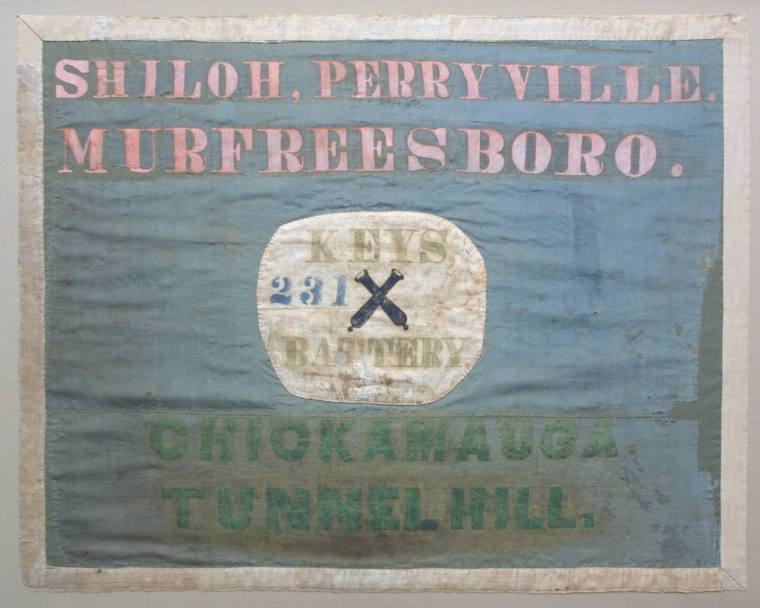 SHILOH, PERRYVILLE.
MURFREESBORO.
KEYS,
231
BATTERY
CHICKAMAUGA.
TUNNEL HILL.